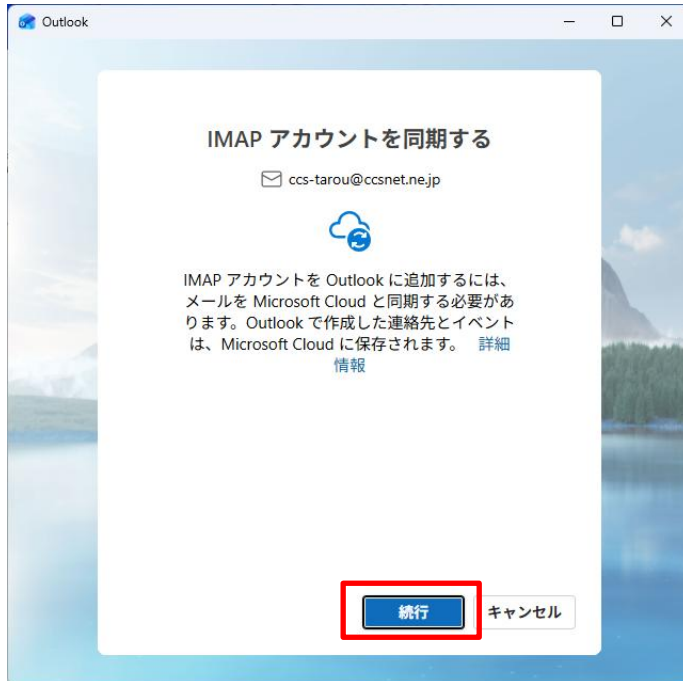 Outlook
IMAP アカウントを同期する
ccs-tarou@ccsnet.ne.jp
IMAP アカウントを Outlook に追加するには、
メールを Microsoft Cloud と同期する必要があ
ります。Outlook で作成した連絡先とイベント
は、Microsoft Cloud に保存されます。 詳細
情報
続行 キャンセル